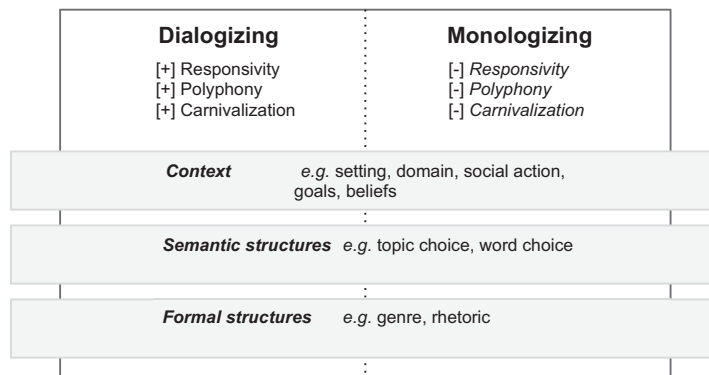 Dialogizing
[+] Responsivity
[+] Polyphony
[+] Carnivalization
Monologizing
[-] Responsivity
[-] Polyphony
[-] Carnivalization
Context e.g. setting, domain, social action,
goals, beliefs
Semantic structures e.g. topic choice, word choice
Formal structures e.g. genre, rhetoric